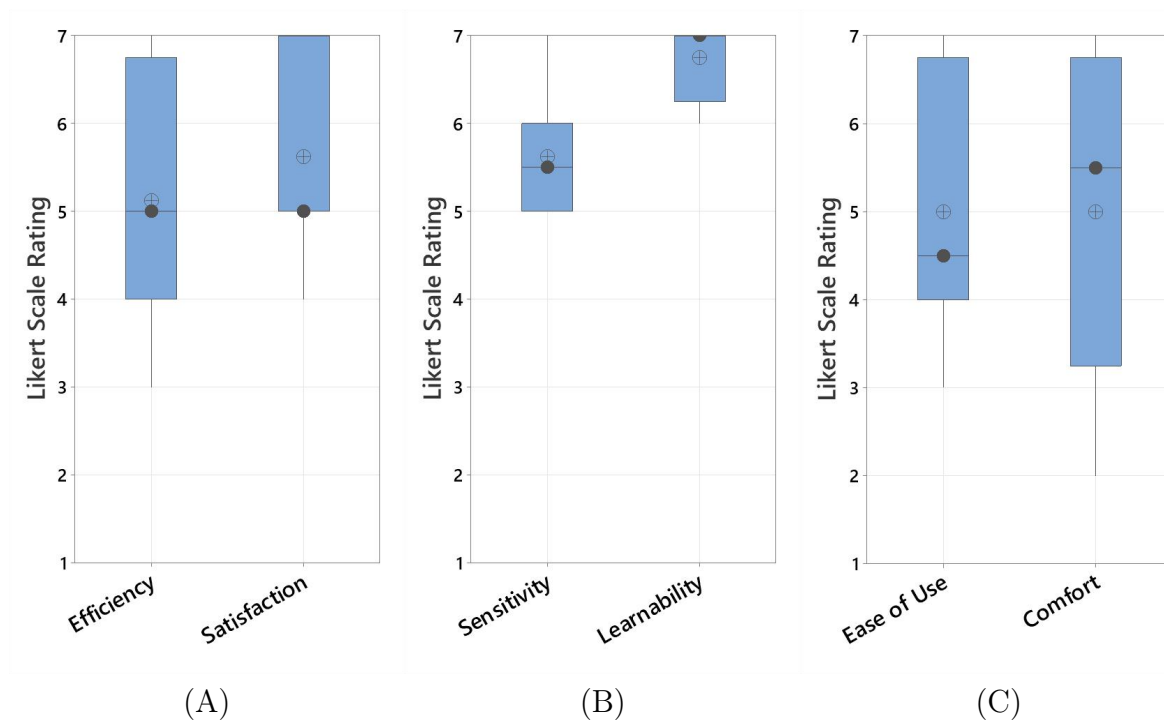 Likert Scale Rating
7
6
5
4
3
2
1
Efficiency
Satisfaction
(A)
Likert Scale Rating
7
6
5
4
3
2
1
Sensitivity
Learnability
(B)
Likert Scale Rating
7
6
5
4
3
2
1
Ease of Use
Comfort
(C)